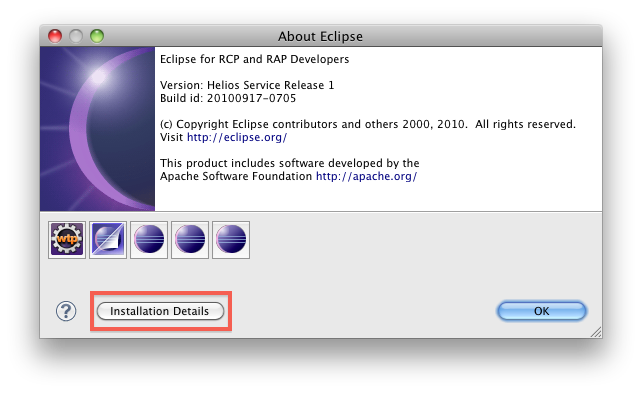 About Eclipse
Eclipse for RCP and RAP Developers
Version: Helios Service Release 1
Build id: 20100917-0705
(c) Copyright Eclipse contributors and others 2000, 2010.  All rights reserved.
Visit http://eclipse.org/
This product includes software developed by the
Apache Software Foundation http://apache.org/
wtp
?
Installation Details
OK